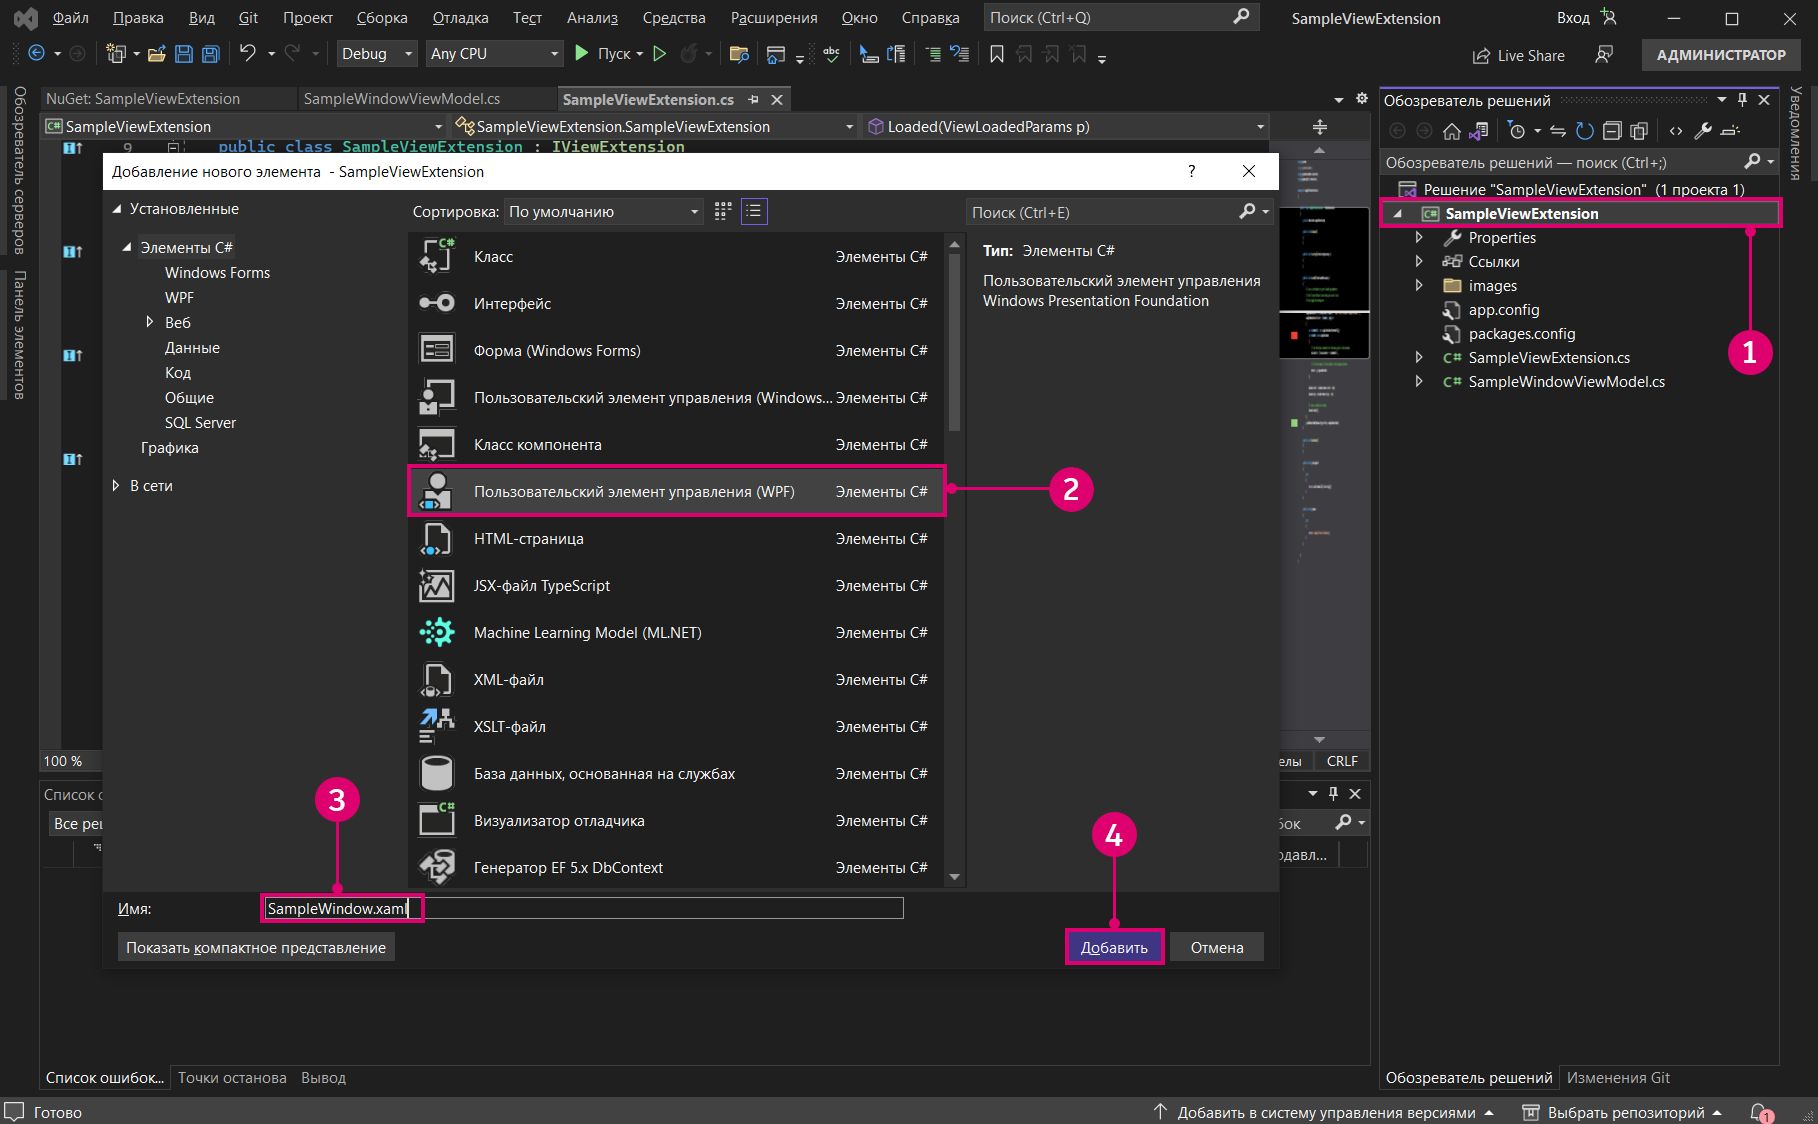 Файл Правка Вид Git Проект Сборка Отладка Тест Анализ Средства Расширения Окно Справка Поиск (Ctrl+Q) SampleViewExtension Вход
Debug Any CPU Пуск abc Live Share АДМИНИСТРАТОР
Обозреватель серверов
Панель элементов
NuGet: SampleViewExtension SampleWindowViewModel.cs SampleViewExtension.cs
C# SampleViewExtension SampleViewExtension.SampleViewExtension Loaded(ViewLoadedParams p)
9 public class SampleViewExtension : IViewExtension
Добавление нового элемента - SampleViewExtension ?
Установленные
Элементы C#
Windows Forms
WPF
Веб
Данные
Код
Общие
SQL Server
Графика
В сети
Сортировка: По умолчанию
Поиск (Ctrl+E)
Класс Элементы C#
Интерфейс Элементы C#
Форма (Windows Forms) Элементы C#
Пользовательский элемент управления (Windows... Элементы C#
Класс компонента Элементы C#
Пользовательский элемент управления (WPF) Элементы C#
HTML-страница Элементы C#
JSX-файл TypeScript Элементы C#
Machine Learning Model (ML.NET) Элементы C#
XML-файл Элементы C#
XSLT-файл Элементы C#
База данных, основанная на службах Элементы C#
Визуализатор отладчика Элементы C#
Генератор EF 5.x DbContext Элементы C#
Тип: Элементы C#
Пользовательский элемент управления
Windows Presentation Foundation
2
3
4
Имя: SampleWindow.xaml
Показать компактное представление Добавить Отмена
100 % елы CRLF
Список о
Все реш
бок
одавл...
Список ошибок... Точки останова Вывод
Обозреватель решений
Обозреватель решений — поиск (Ctrl+;)
Решение "SampleViewExtension" (1 проекта 1)
C# SampleViewExtension
Properties
Ссылки
images
app.config
packages.config
C# SampleViewExtension.cs
C# SampleWindowViewModel.cs
1
Уведомления
Обозреватель решений Изменения Git
Готово Добавить в систему управления версиями Выбрать репозиторий 1